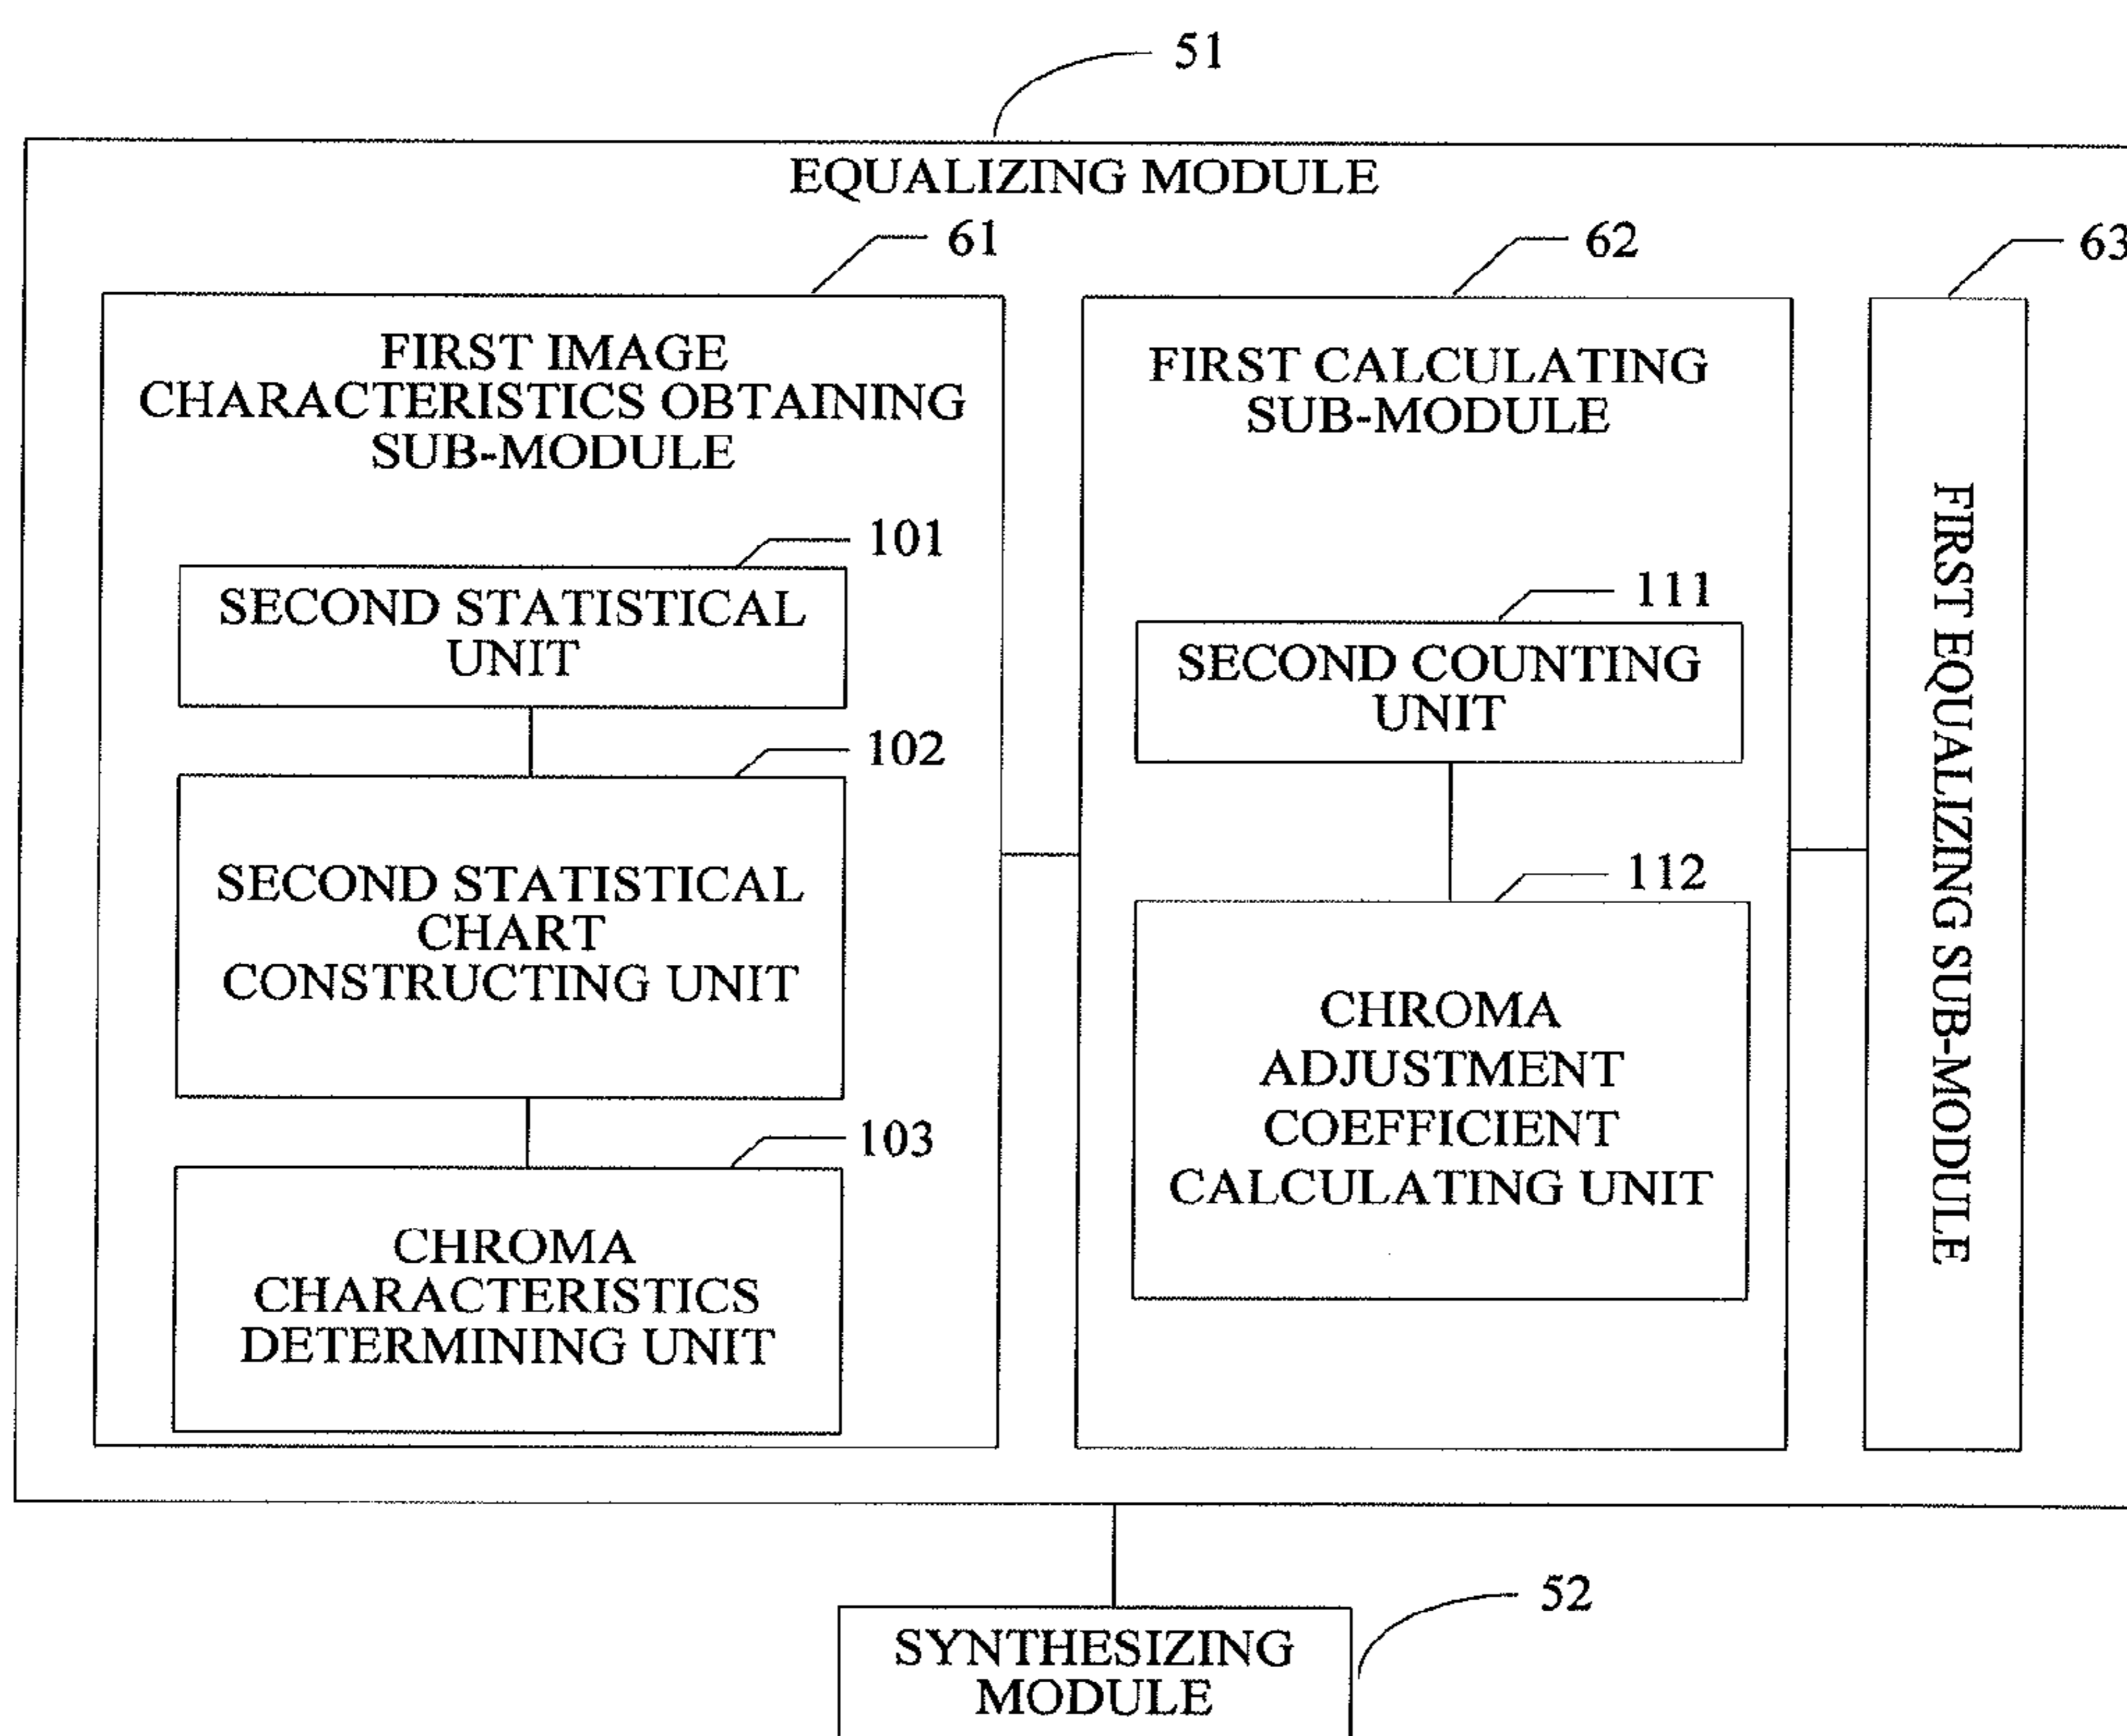 51
EQUALIZING MODULE
61
62
63
FIRST IMAGE
CHARACTERISTICS OBTAINING
SUB-MODULE
101
SECOND STATISTICAL
UNIT
102
SECOND STATISTICAL
CHART
CONSTRUCTING UNIT
103
CHROMA
CHARACTERISTICS
DETERMINING UNIT
FIRST CALCULATING
SUB-MODULE
111
SECOND COUNTING
UNIT
112
CHROMA
ADJUSTMENT
COEFFICIENT
CALCULATING UNIT
FIRST EQUALIZING SUB-MODULE
52
SYNTHESIZING
MODULE